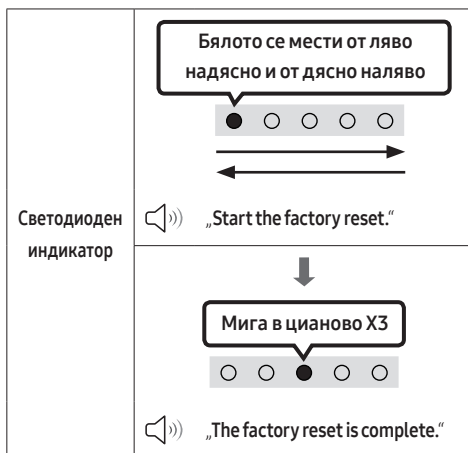 Бялото се мести от ляво
надясно и от дясно наляво
„Start the factory reset.“
Светодиоден
индикатор
Мига в цианово X3
„The factory reset is complete.“